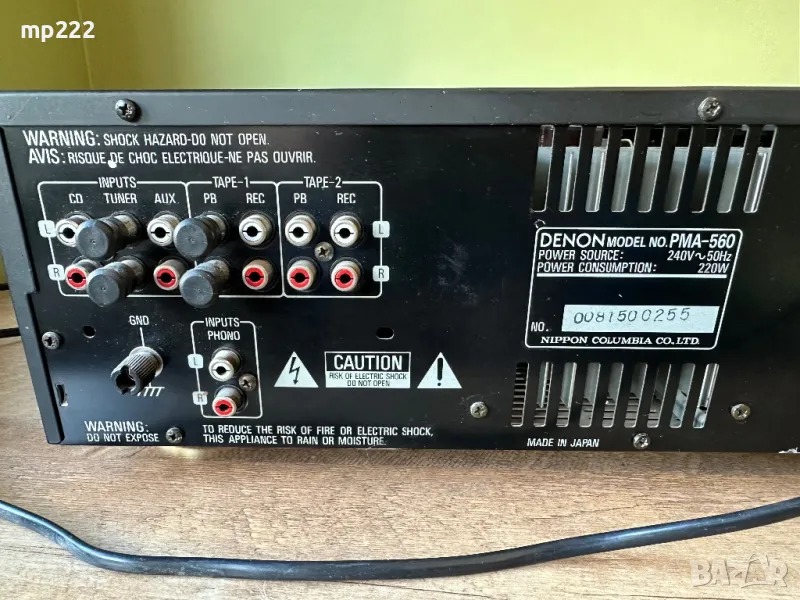 mp222
WARNING: SHOCK HAZARD-DO NOT OPEN.
AVIS: RISQUE DE CHOC ELECTRIQUE-NE PAS OUVRIR.
INPUTS TAPE-1 TAPE-2
CD TUNER AUX PB REC PB REC
L L
R R
DENON MODEL NO. PMA-560
POWER SOURCE: 240V~50Hz
POWER CONSUMPTION: 220W
NO. 0081500255
NIPPON COLUMBIA CO., LTD.
GND
INPUTS
PHONO
L
R
CAUTION
RISK OF ELECTRIC SHOCK
DO NOT OPEN
WARNING: TO REDUCE THE RISK OF FIRE OR ELECTRIC SHOCK,
DO NOT EXPOSE THIS APPLIANCE TO RAIN OR MOISTURE.
MADE IN JAPAN
BAZAR